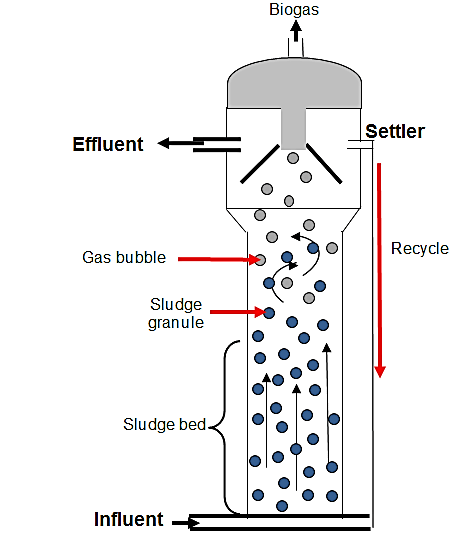 Biogas
Effluent
Settler
Recycle
Gas bubble
Sludge
granule
Sludge bed
Influent